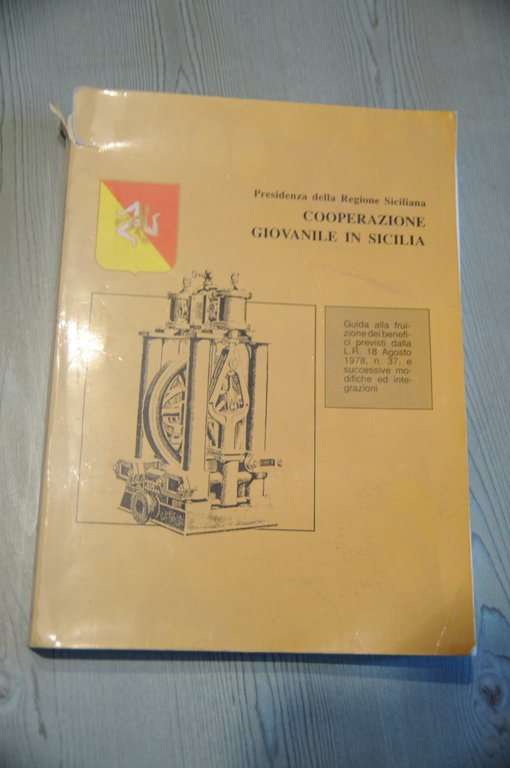 Presidenza della Regione Siciliana
COOPERAZIONE
GIOVANILE IN SICILIA
Guida alla frui-
zione dei benefi-
ci previsti dalla
L.R. 18 Agosto
1978, n. 37, e
successive mo-
difiche ed inte-
grazioni